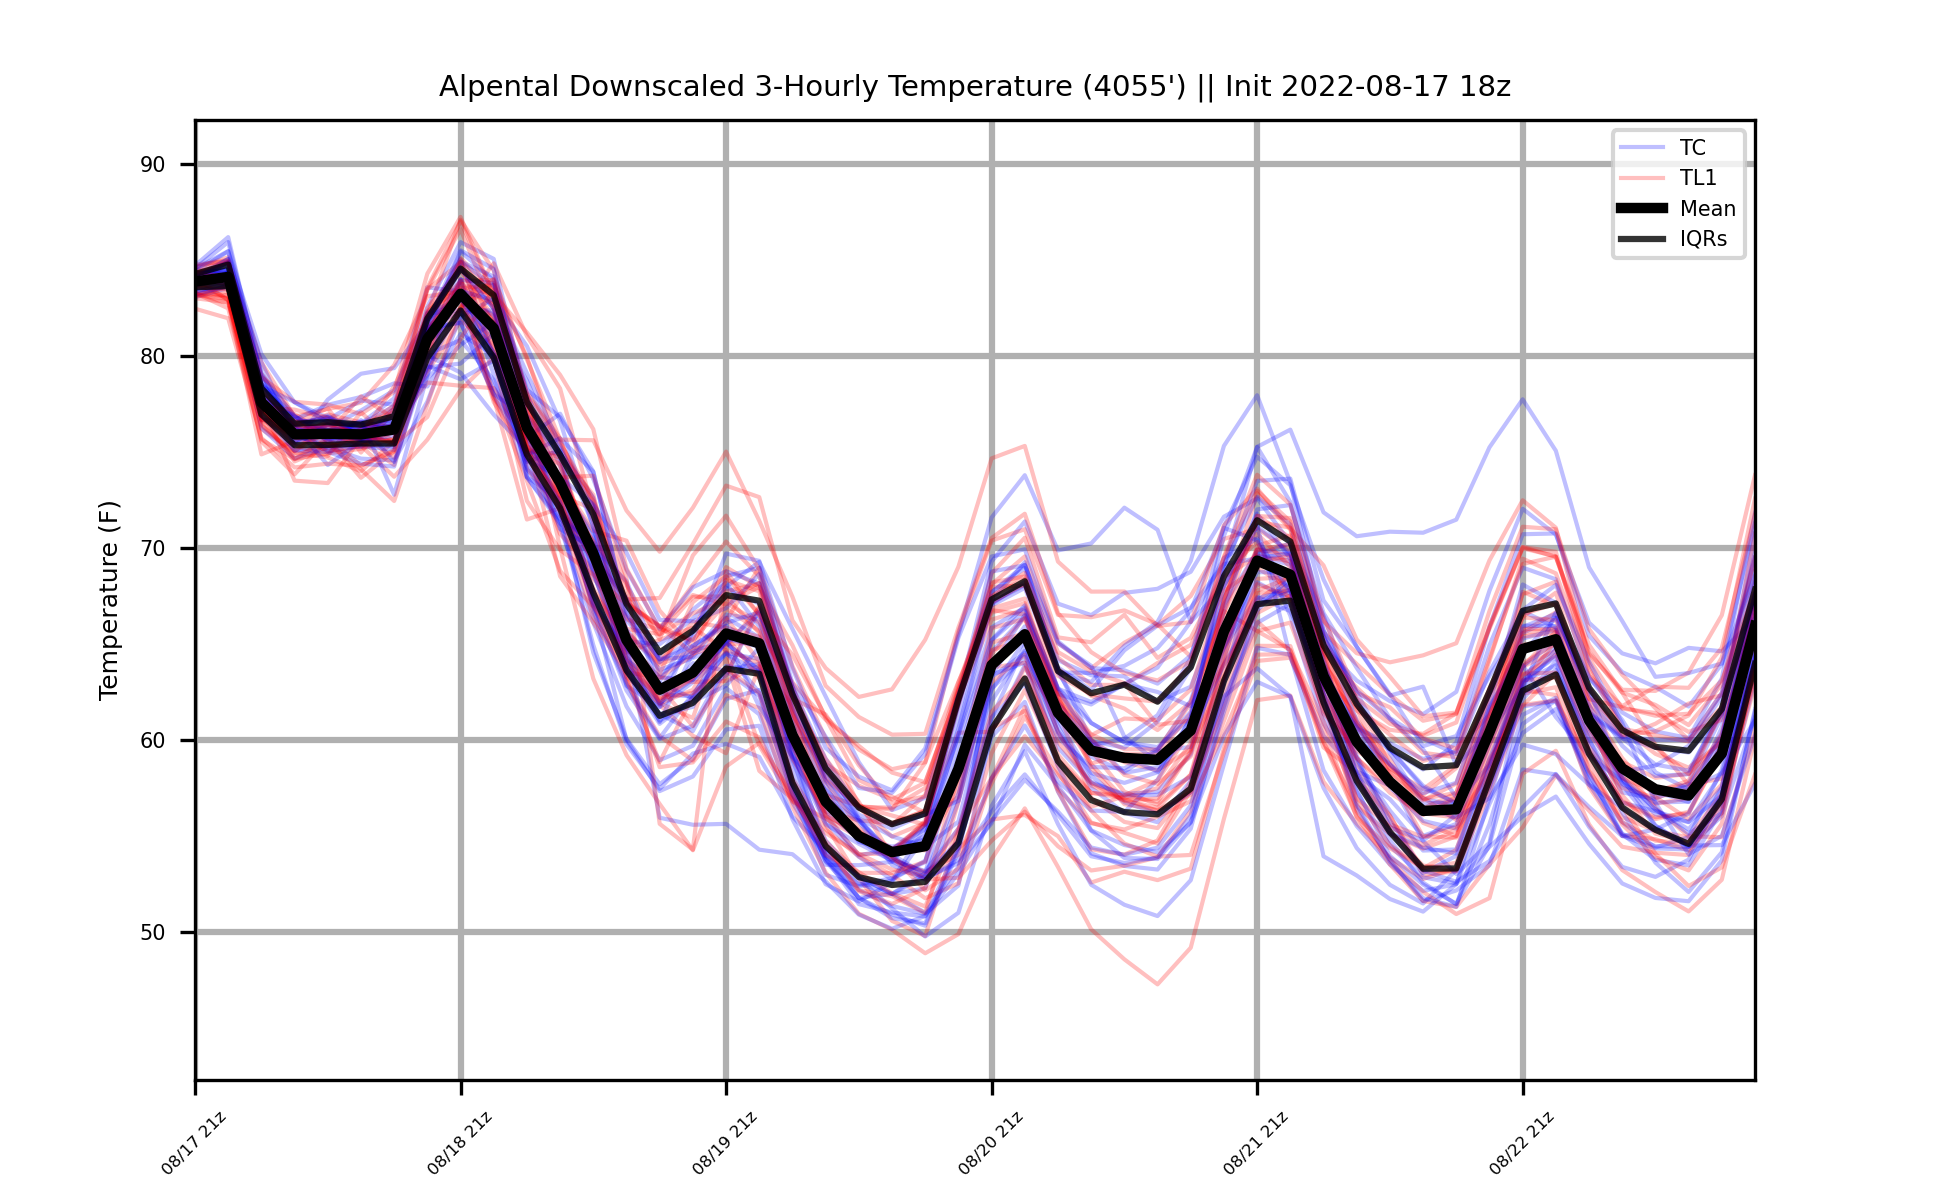 Alpental Downscaled 3-Hourly Temperature (4055') || Init 2022-08-17 18z
TC
TL1
Mean
IQRs
Temperature (F)
90
80
70
60
50
08/17 21z
08/18 21z
08/19 21z
08/20 21z
08/21 21z
08/22 21z